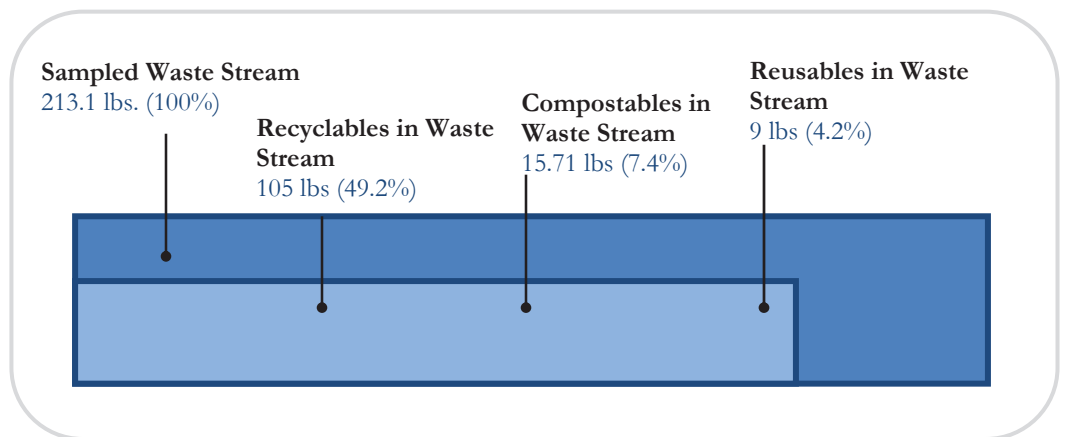 Sampled Waste Stream
213.1 lbs. (100%)
Recyclables in Waste
Stream
105 lbs (49.2%)
Compostables in
Waste Stream
15.71 lbs (7.4%)
Reusables in Waste
Stream
9 lbs (4.2%)